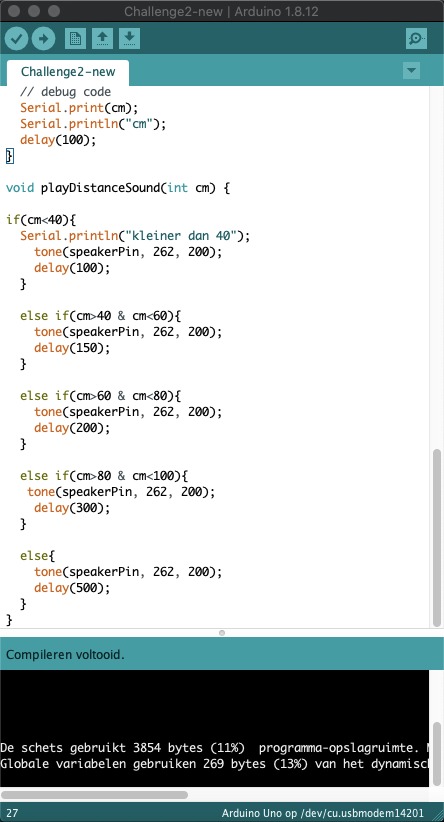 Challenge2-new | Arduino 1.8.12
Challenge2-new
// debug code
Serial.print(cm);
Serial.println("cm");
delay(100);
}
void playDistanceSound(int cm) {
if(cm<40){
Serial.println("kleiner dan 40");
tone(speakerPin, 262, 200);
delay(100);
}
else if(cm>40 & cm<60){
tone(speakerPin, 262, 200);
delay(150);
}
else if(cm>60 & cm<80){
tone(speakerPin, 262, 200);
delay(200);
}
else if(cm>80 & cm<100){
tone(speakerPin, 262, 200);
delay(300);
}
else{
tone(speakerPin, 262, 200);
delay(500);
}
}
Compileren voltooid.
De schets gebruikt 3854 bytes (11%)  programma-opslagruimte.
Globale variabelen gebruiken 269 bytes (13%) van het dynamisc
27 Arduino Uno op /dev/cu.usbmodem14201